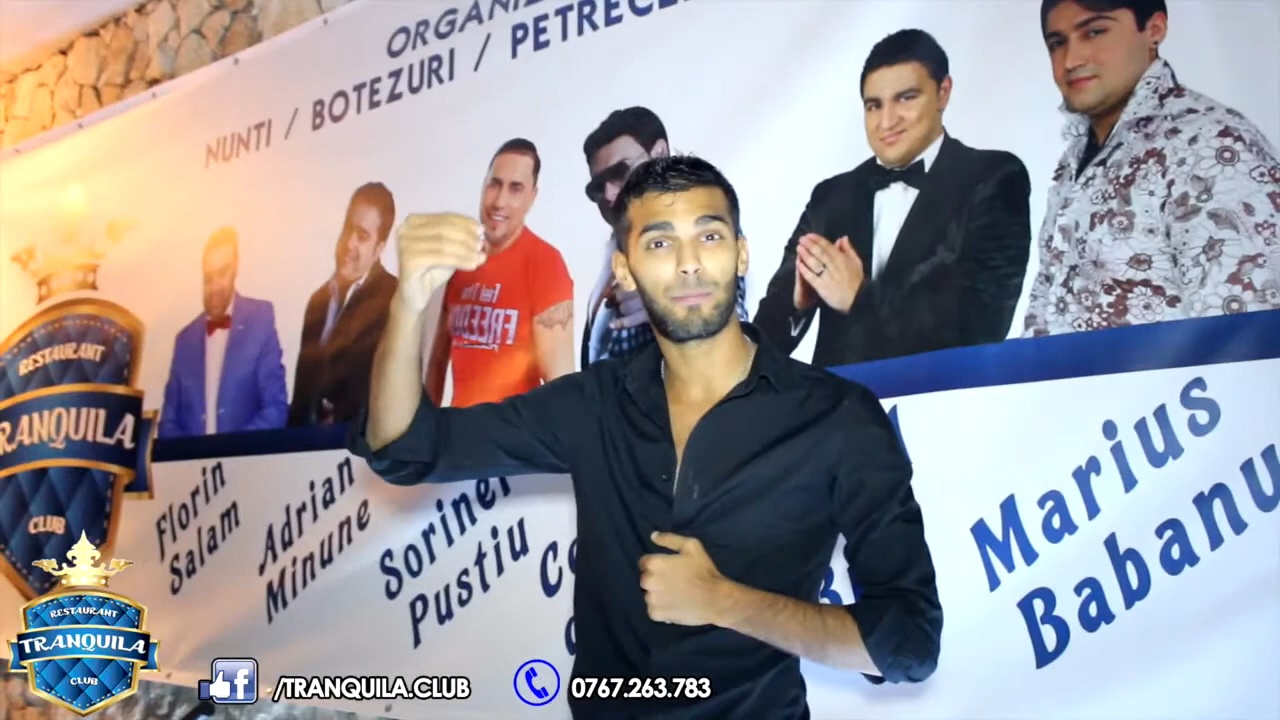 ORGANIZ
NUNTI / BOTEZURI / PETRECE
RESTAURANT
TRANQUILA
CLUB
Florin
Salam
Adrian
Minune
Sorinel
Pustiu
Marius
Babanu
RESTAURANT
TRANQUILA
CLUB
/TRANQUILA.CLUB
0767.263.783